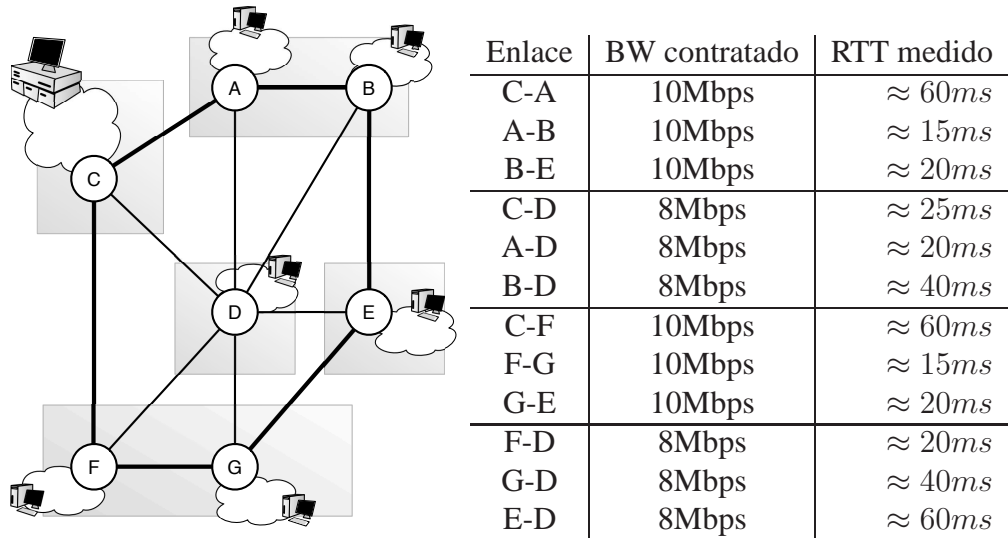 A
B
C
D
E
F
G
Enlace BW contratado RTT medido
C-A 10Mbps ≈ 60ms
A-B 10Mbps ≈ 15ms
B-E 10Mbps ≈ 20ms
C-D 8Mbps ≈ 25ms
A-D 8Mbps ≈ 20ms
B-D 8Mbps ≈ 40ms
C-F 10Mbps ≈ 60ms
F-G 10Mbps ≈ 15ms
G-E 10Mbps ≈ 20ms
F-D 8Mbps ≈ 20ms
G-D 8Mbps ≈ 40ms
E-D 8Mbps ≈ 60ms